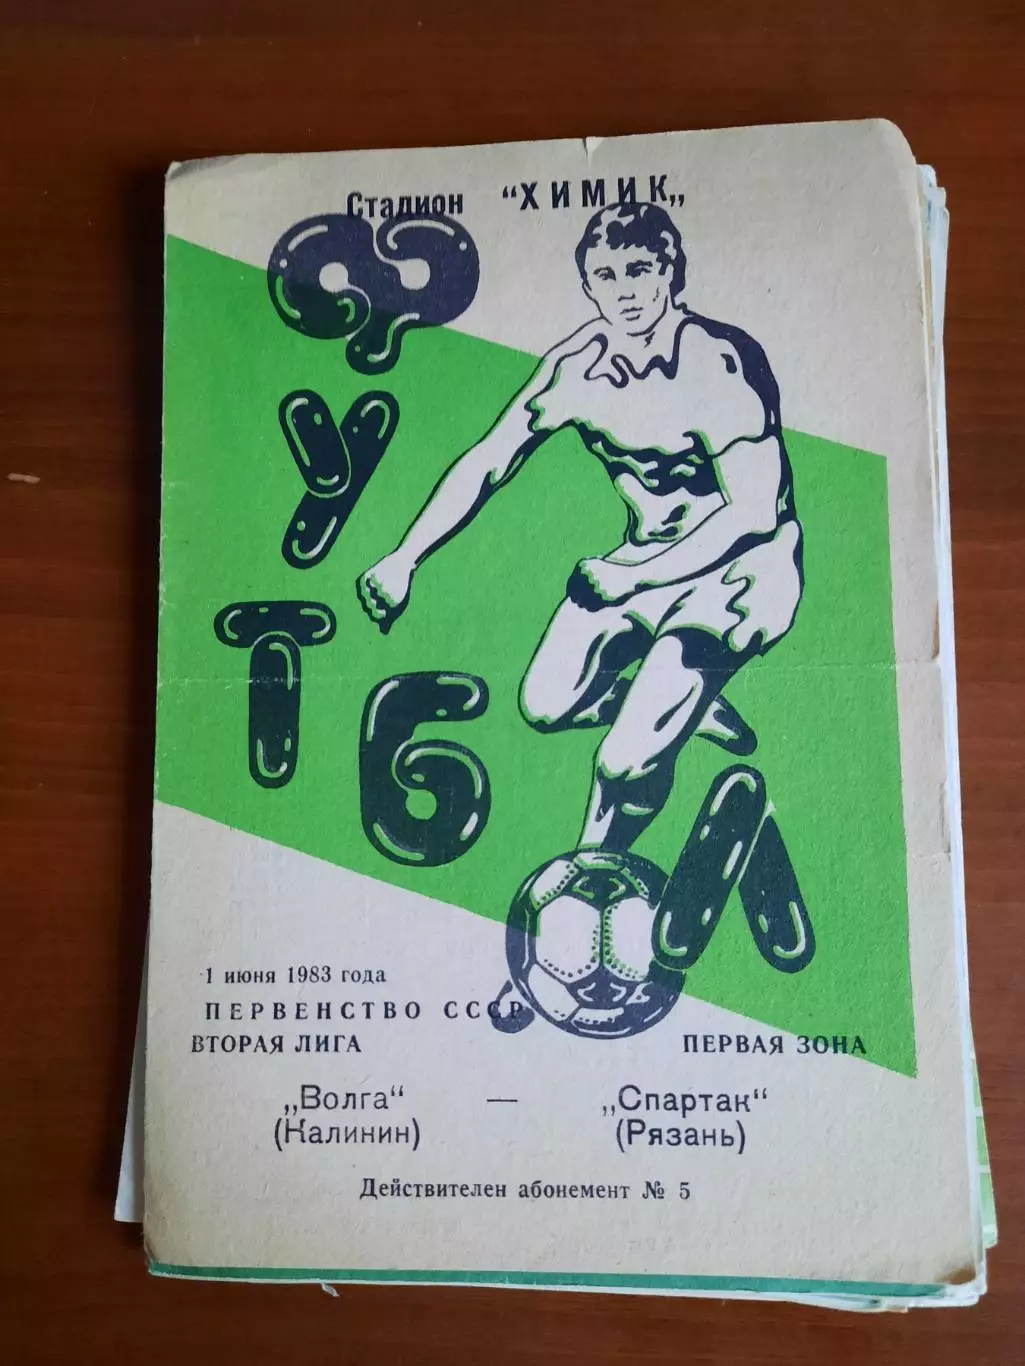 Стадион "ХИМИК„
ФУТБОЛ
1 июня 1983 года
ПЕРВЕНСТВО СССР
ВТОРАЯ ЛИГА ПЕРВАЯ ЗОНА
„Волга“ — „Спартак“
(Калинин) (Рязань)
Действителен абонемент № 5